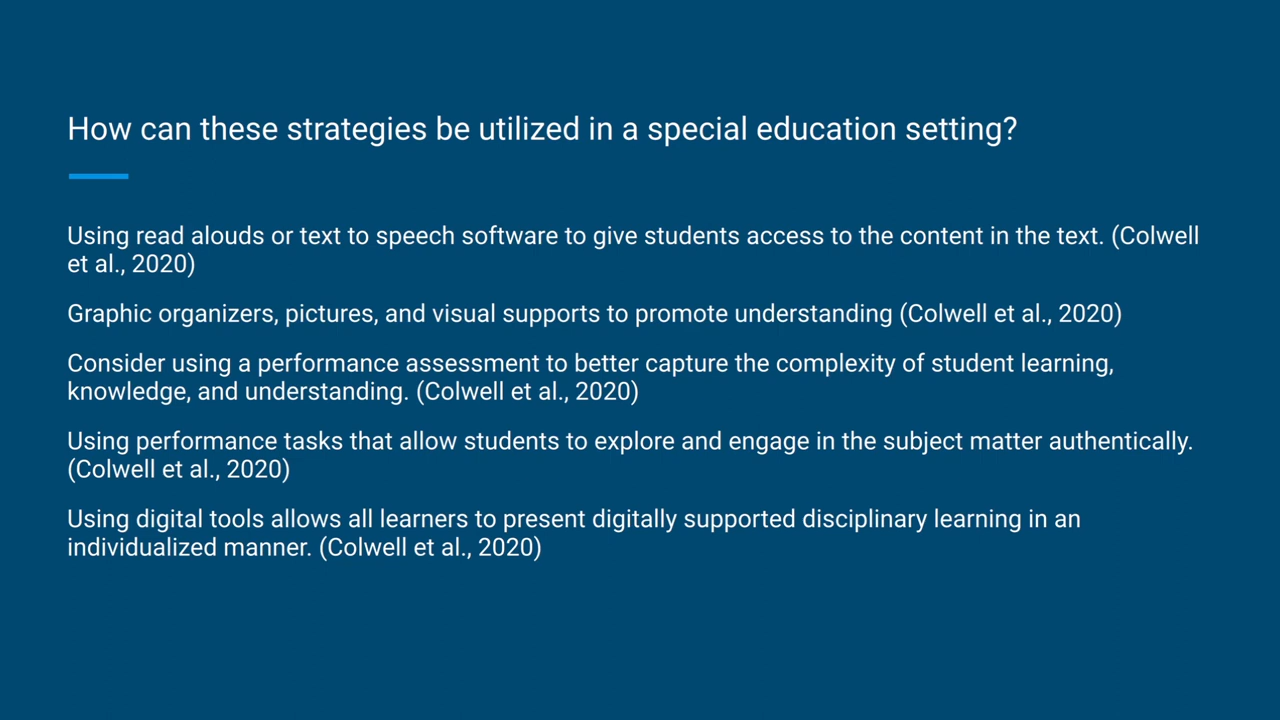 How can these strategies be utilized in a special education setting?
Using read alouds or text to speech software to give students access to the content in the text. (Colwell
et al., 2020)
Graphic organizers, pictures, and visual supports to promote understanding (Colwell et al., 2020)
Consider using a performance assessment to better capture the complexity of student learning,
knowledge, and understanding. (Colwell et al., 2020)
Using performance tasks that allow students to explore and engage in the subject matter authentically.
(Colwell et al., 2020)
Using digital tools allows all learners to present digitally supported disciplinary learning in an
individualized manner. (Colwell et al., 2020)